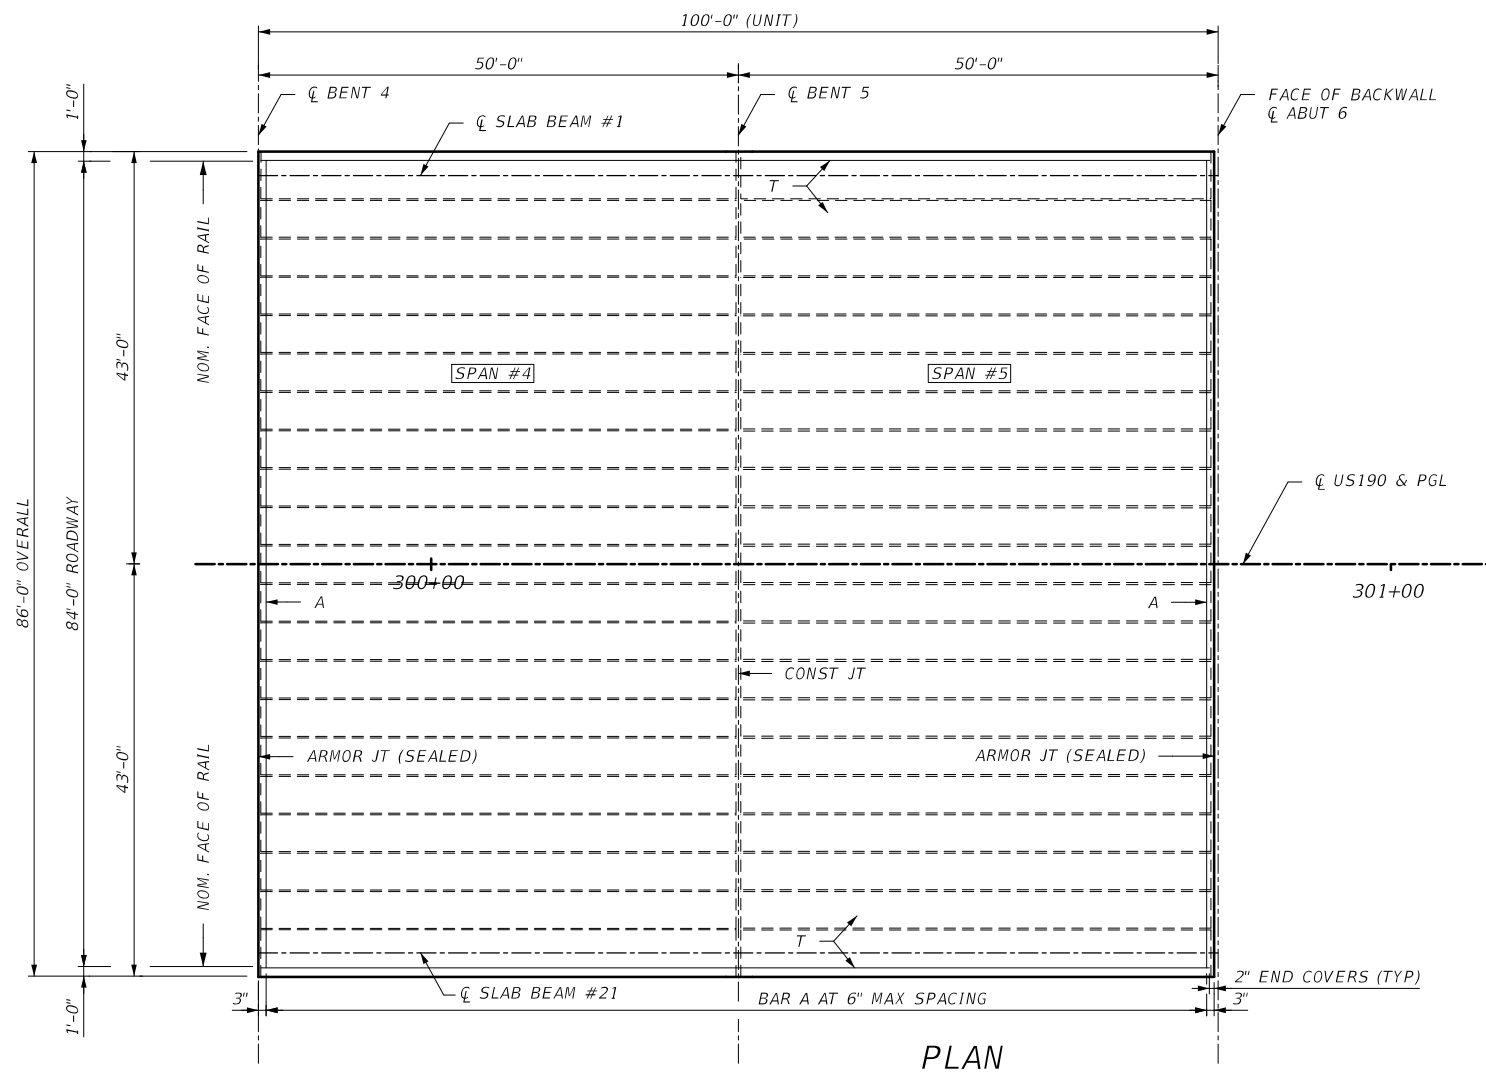 100'-0" (UNIT)
50'-0"
50'-0"
1'-0"
℄ BENT 4
℄ BENT 5
FACE OF BACKWALL
℄ ABUT 6
℄ SLAB BEAM #1
T
NOM. FACE OF RAIL
43'-0"
SPAN #4
SPAN #5
℄ US190 & PGL
86'-0" OVERALL
84'-0" ROADWAY
300+00
301+00
A
A
CONST JT
43'-0"
NOM. FACE OF RAIL
ARMOR JT (SEALED)
ARMOR JT (SEALED)
T
2" END COVERS (TYP)
℄ SLAB BEAM #21
1'-0"
3"
BAR A AT 6" MAX SPACING
3"
PLAN